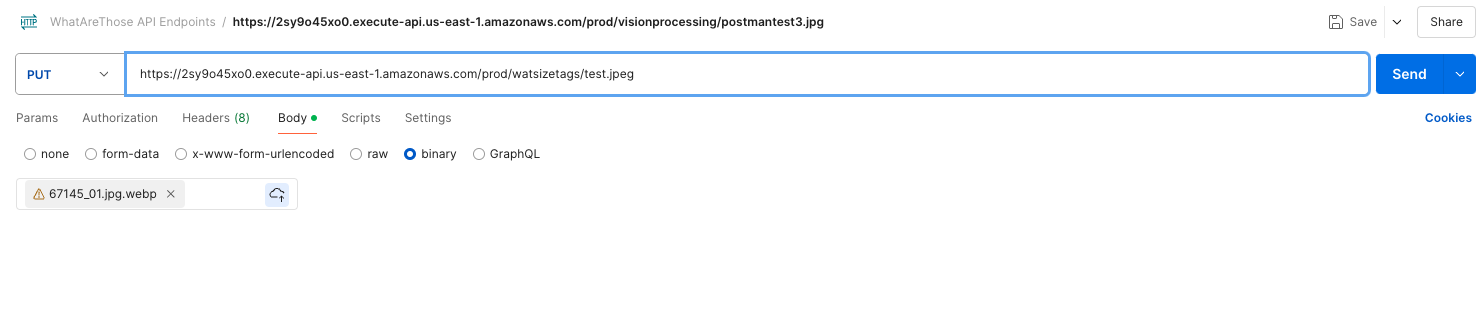 HTTP WhatAreThose API Endpoints / https://2sy9o45xo0.execute-api.us-east-1.amazonaws.com/prod/visionprocessing/postmantest3.jpg Save Share
PUT https://2sy9o45xo0.execute-api.us-east-1.amazonaws.com/prod/watsizetags/test.jpeg Send
Params Authorization Headers (8) Body Scripts Settings Cookies
none form-data x-www-form-urlencoded raw binary GraphQL
67145_01.jpg.webp